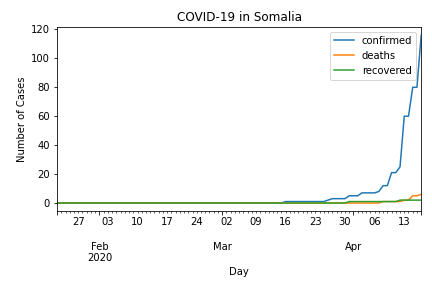 COVID-19 in Somalia
120
100
80
60
40
20
0
Number of Cases
confirmed
deaths
recovered
27 03 10 17 24 02 09 16 23 30 06 13
Feb Mar Apr
2020
Day